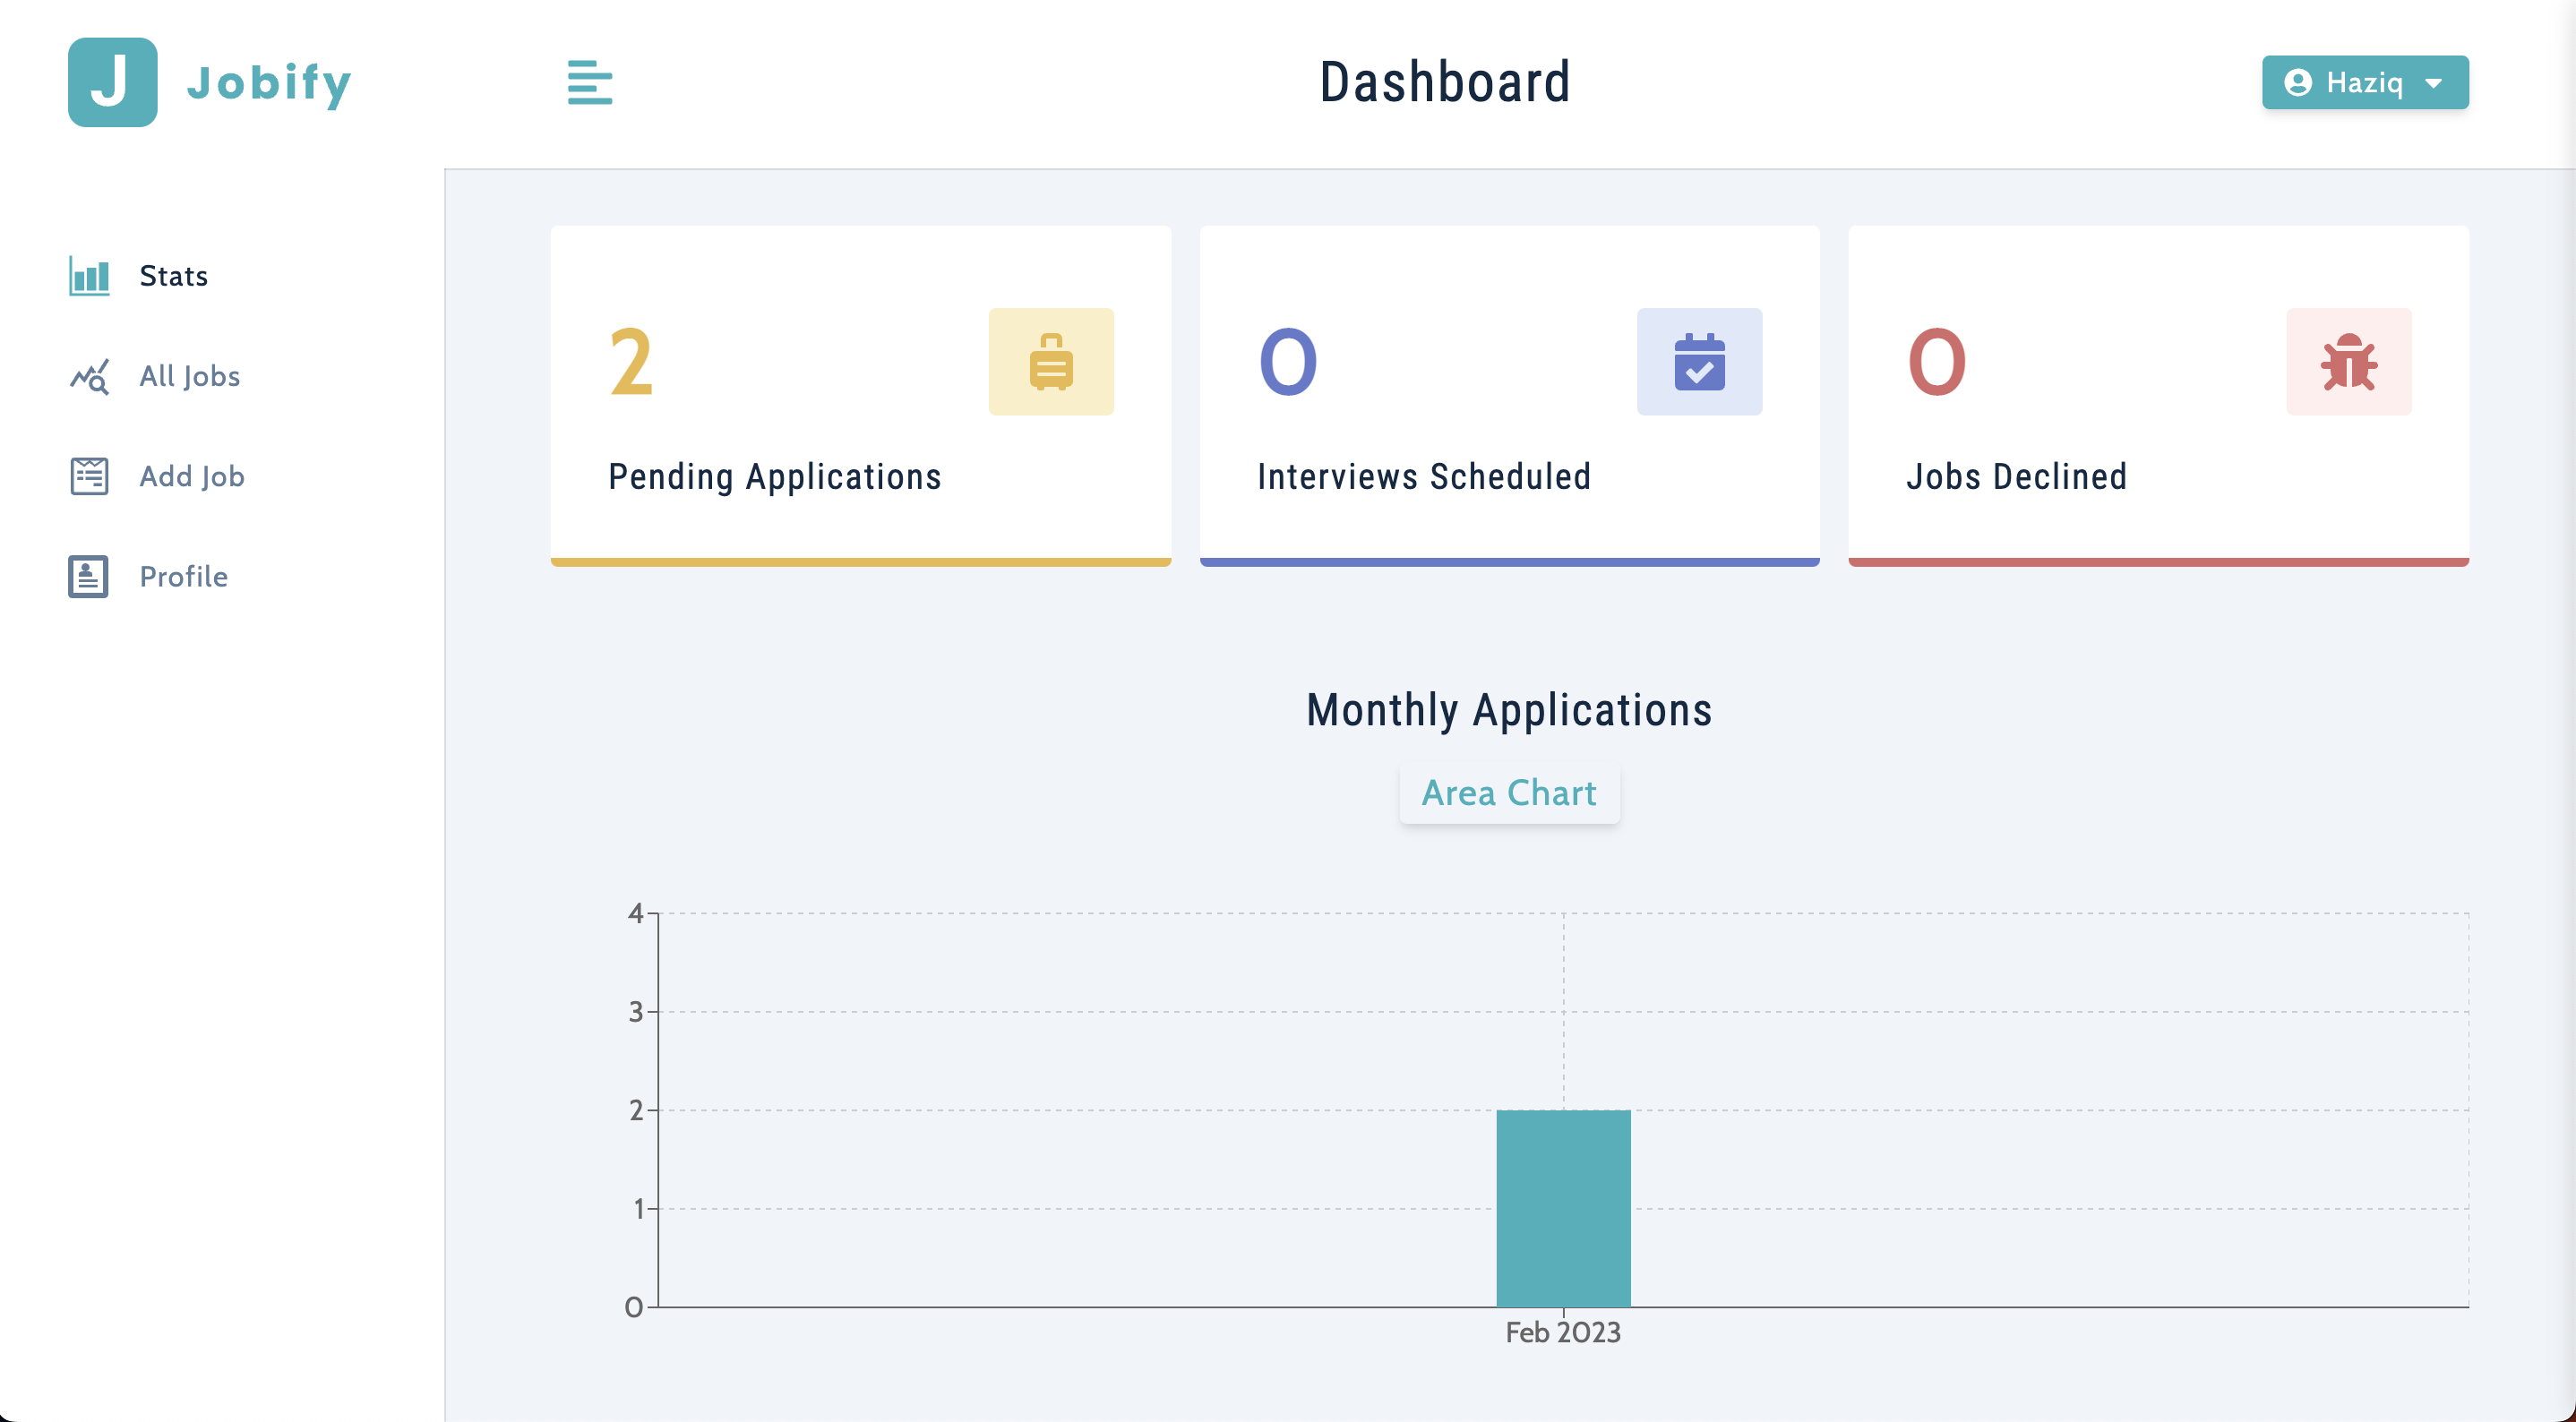 J Jobify
Dashboard
Haziq
Stats
All Jobs
Add Job
Profile
2
Pending Applications
0
Interviews Scheduled
0
Jobs Declined
Monthly Applications
Area Chart
4
3
2
1
0
Feb 2023